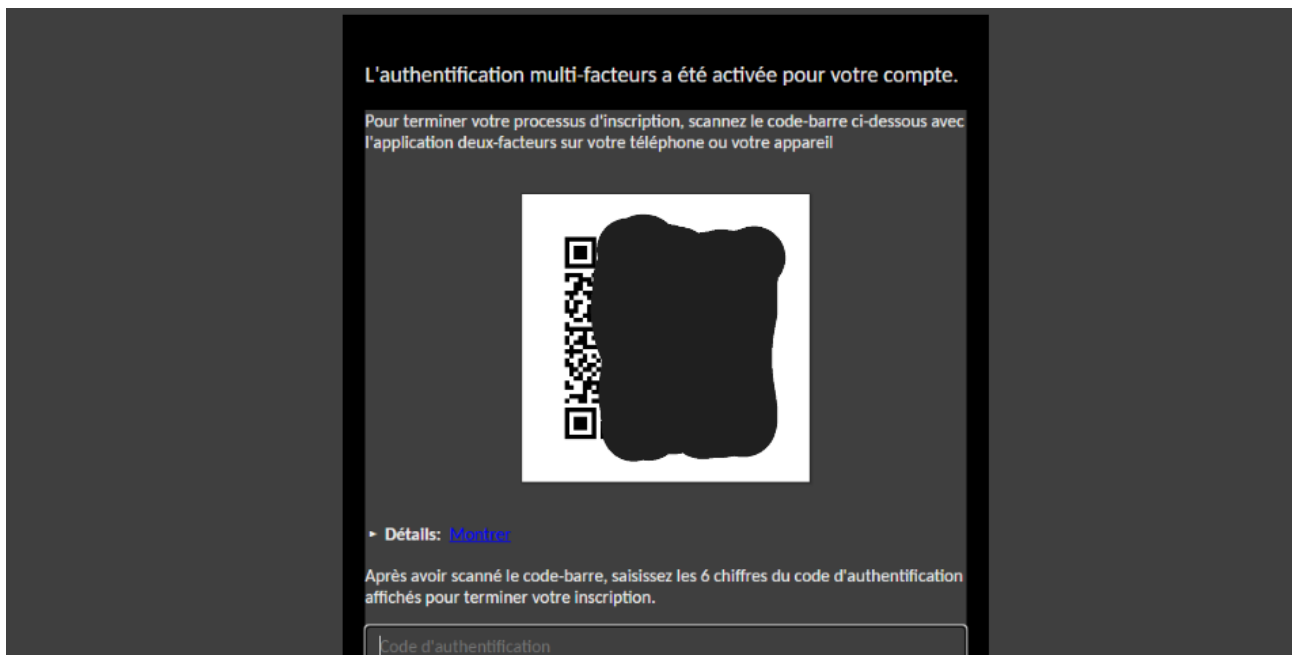 L'authentification multi-facteurs a été activée pour votre compte.
Pour terminer votre processus d'inscription, scannez le code-barre ci-dessous avec
l'application deux-facteurs sur votre téléphone ou votre appareil
► Détails: Montrer
Après avoir scanné le code-barre, saisissez les 6 chiffres du code d'authentification
affichés pour terminer votre inscription.
Code d'authentification